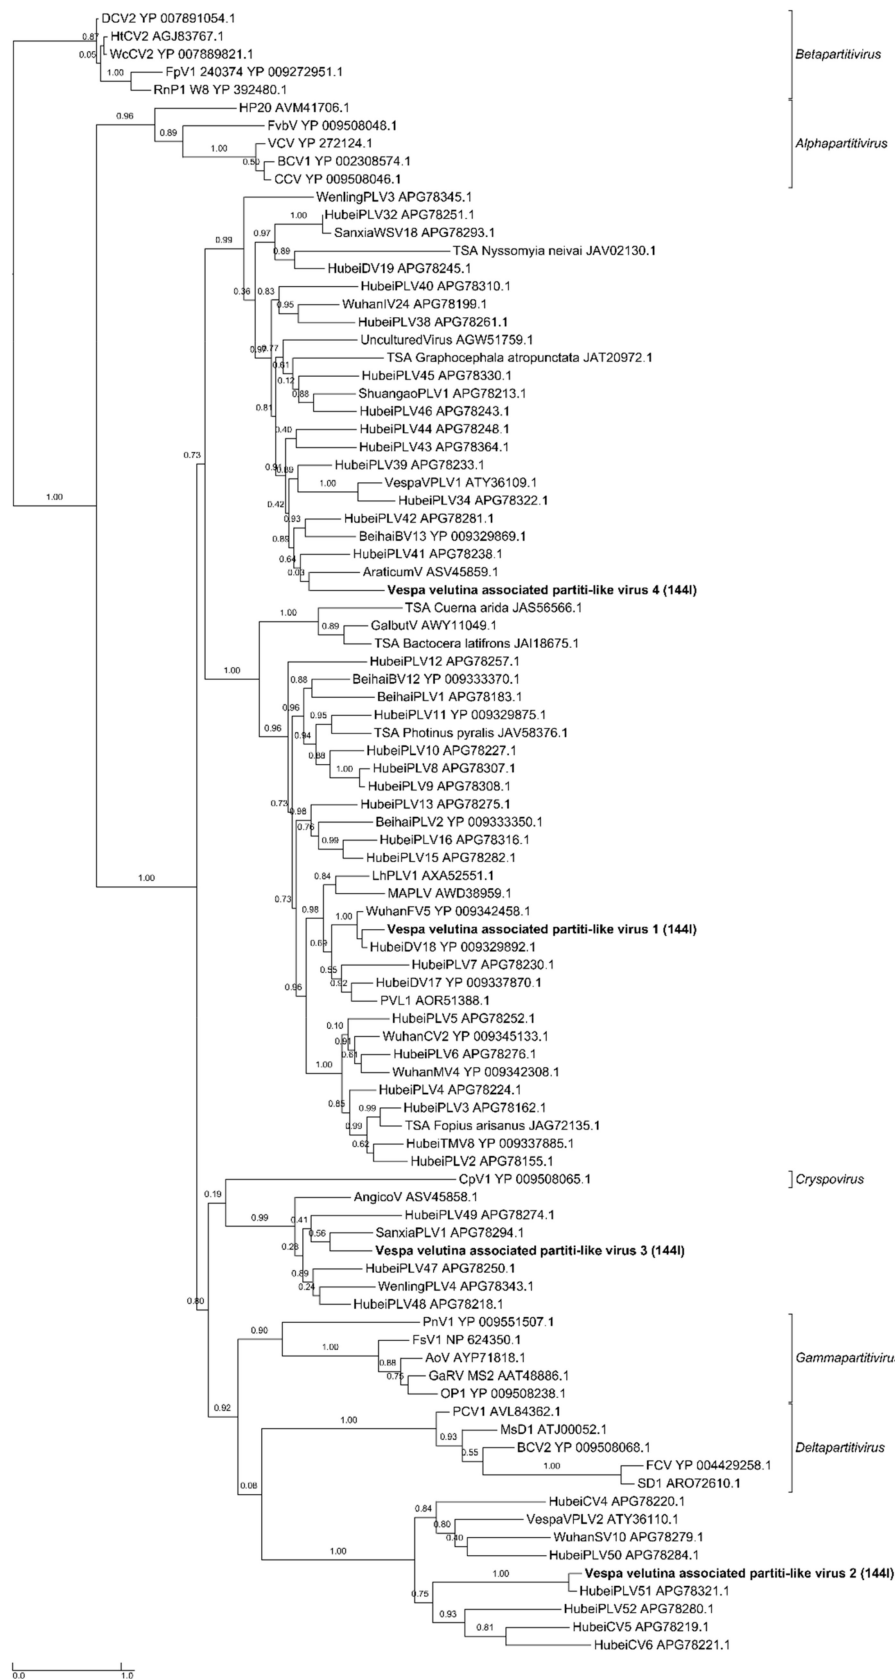 DCV2 YP 007891054.1
0.87 HtCV2 AGJ83767.1
Betapartitivirus
0.05 WcCV2 YP 007889821.1
1.00 FpV1 240374 YP 009272951.1
RnP1 W8 YP 392480.1
0.96 HP20 AVM41706.1
0.89 FvbV YP 009508048.1
1.00 VCV YP 272124.1
Alphapartitivirus
0.50 BCV1 YP 002308574.1
CCV YP 009508046.1
WenlingPLV3 APG78345.1
1.00 HubeiPLV32 APG78251.1
0.99 0.97 SanxiaWSV18 APG78293.1
0.89 TSA Nyssomyia neivai JAV02130.1
HubeiDV19 APG78245.1
0.36 0.83 HubeiPLV40 APG78310.1
0.95 WuhanIV24 APG78199.1
HubeiPLV38 APG78261.1
UnculturedVirus AGW51759.1
0.77
0.61 TSA Graphocephala atropunctata JAT20972.1
0.12 HubeiPLV45 APG78330.1
0.88 ShuangaoPLV1 APG78213.1
0.81 HubeiPLV46 APG78243.1
0.40 HubeiPLV44 APG78248.1
HubeiPLV43 APG78364.1
0.73
HubeiPLV39 APG78233.1
1.00 VespaVPLV1 ATY36109.1
1.00 0.42 HubeiPLV34 APG78322.1
0.93 HubeiPLV42 APG78281.1
0.89 BeihaiBV13 YP 009329869.1
0.64 HubeiPLV41 APG78238.1
0.03 AraticumV ASV45859.1
Vespa velutina associated partiti-like virus 4 (144I)
1.00 TSA Cuerna arida JAS56566.1
0.89 GalbutV AWY11049.1
TSA Bactocera latifrons JAI18675.1
1.00 HubeiPLV12 APG78257.1
0.88 BeihaiBV12 YP 009333370.1
BeihaiPLV1 APG78183.1
0.96
0.95 HubeiPLV11 YP 009329875.1
0.96 0.94 TSA Photinus pyralis JAV58376.1
0.88 HubeiPLV10 APG78227.1
1.00 HubeiPLV8 APG78307.1
HubeiPLV9 APG78308.1
0.73 0.98 HubeiPLV13 APG78275.1
0.76 BeihaiPLV2 YP 009333350.1
0.99 HubeiPLV16 APG78316.1
HubeiPLV15 APG78282.1
1.00 0.84 LhPLV1 AXA52551.1
0.73 MAPLV AWD38959.1
0.98 1.00 WuhanFV5 YP 009342458.1
Vespa velutina associated partiti-like virus 1 (144I)
0.69 HubeiDV18 YP 009329892.1
0.55 HubeiPLV7 APG78230.1
0.96 0.92 HubeiDV17 YP 009337870.1
PVL1 AOR51388.1
0.10 HubeiPLV5 APG78252.1
0.91 WuhanCV2 YP 009345133.1
0.61 HubeiPLV6 APG78276.1
1.00 WuhanMV4 YP 009342308.1
HubeiPLV4 APG78224.1
0.85 0.99 HubeiPLV3 APG78162.1
0.99 TSA Fopius arisanus JAG72135.1
0.62 HubeiTMV8 YP 009337885.1
HubeiPLV2 APG78155.1
CpV1 YP 009508065.1
Cryspovirus
0.19 AngicoV ASV45858.1
0.99 0.41 HubeiPLV49 APG78274.1
0.56 SanxiaPLV1 APG78294.1
0.28 Vespa velutina associated partiti-like virus 3 (144I)
0.89 HubeiPLV47 APG78250.1
0.24 WenlingPLV4 APG78343.1
0.80 HubeiPLV48 APG78218.1
PnV1 YP 009551507.1
0.90 FsV1 NP 624350.1
1.00 0.88 AoV AYP71818.1
Gammapartitivirus
0.75 GaRV MS2 AAT48886.1
OP1 YP 009508238.1
0.92 PCV1 AVL84362.1
1.00 MsD1 ATJ00052.1
0.93 BCV2 YP 009508068.1
Deltapartitivirus
0.55 1.00 FCV YP 004429258.1
SD1 ARO72610.1
0.08 HubeiCV4 APG78220.1
0.84 VespaVPLV2 ATY36110.1
0.80 WuhanSV10 APG78279.1
0.40 HubeiPLV50 APG78284.1
1.00 Vespa velutina associated partiti-like virus 2 (144I)
1.00 HubeiPLV51 APG78321.1
0.75 HubeiPLV52 APG78280.1
0.93 HubeiCV5 APG78219.1
0.81 HubeiCV6 APG78221.1
0.0 1.0